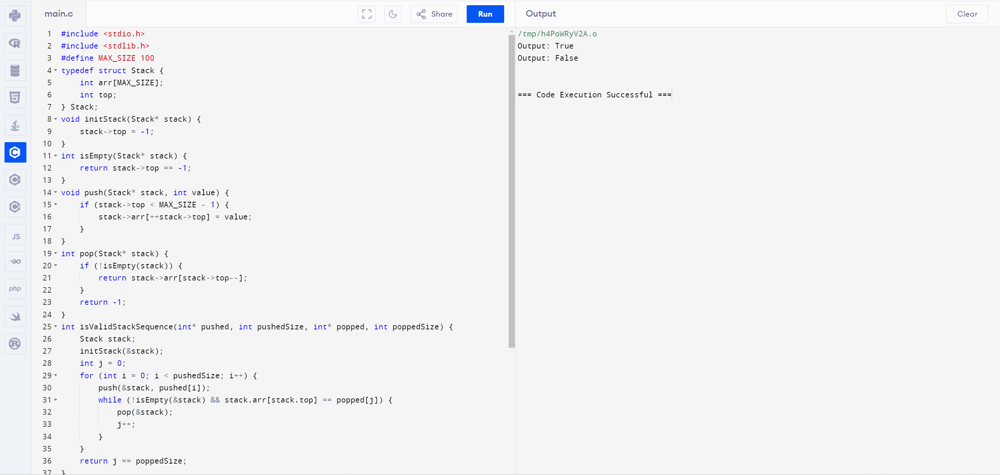 main.c
Share
Run
Output
Clear
1 #include <stdio.h>
2 #include <stdlib.h>
3 #define MAX_SIZE 100
4 typedef struct Stack {
5     int arr[MAX_SIZE];
6     int top;
7 } Stack;
8 void initStack(Stack* stack) {
9     stack->top = -1;
10 }
11 int isEmpty(Stack* stack) {
12     return stack->top == -1;
13 }
14 void push(Stack* stack, int value) {
15     if (stack->top < MAX_SIZE - 1) {
16         stack->arr[++stack->top] = value;
17     }
18 }
19 int pop(Stack* stack) {
20     if (!isEmpty(stack)) {
21         return stack->arr[stack->top--];
22     }
23     return -1;
24 }
25 int isValidStackSequence(int* pushed, int pushedSize, int* popped, int poppedSize) {
26     Stack stack;
27     initStack(&stack);
28     int j = 0;
29     for (int i = 0; i < pushedSize; i++) {
30         push(&stack, pushed[i]);
31         while (!isEmpty(&stack) && stack.arr[stack.top] == popped[j]) {
32             pop(&stack);
33             j++;
34         }
35     }
36     return j == poppedSize;
37 }
/tmp/h4PoWRyV2A.o
Output: True
Output: False
=== Code Execution Successful ===
R
5
C
C
C
JS
GO
php
R